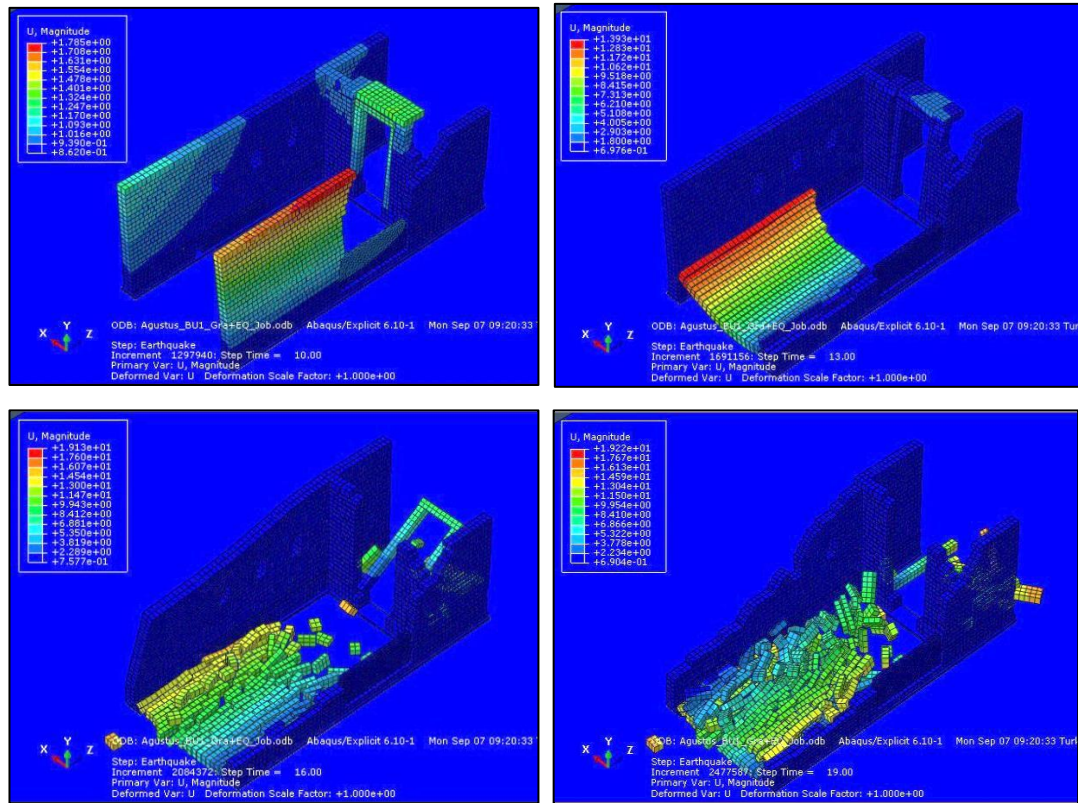 U, Magnitude
+1.785e+00
+1.708e+00
+1.631e+00
+1.554e+00
+1.478e+00
+1.401e+00
+1.324e+00
+1.247e+00
+1.170e+00
+1.093e+00
+1.016e+00
+9.390e-01
+8.620e-01
Y
X
Z
ODB: Agustus_BU1_Gra+EQ_Job.odb Abaqus/Explicit 6.10-1 Mon Sep 07 09:20:33
Step: Earthquake
Increment 1297940: Step Time = 10.00
Primary Var: U, Magnitude
Deformed Var: U Deformation Scale Factor: +1.000e+00
U, Magnitude
+1.393e+01
+1.283e+01
+1.172e+01
+1.062e+01
+9.518e+00
+8.415e+00
+7.313e+00
+6.210e+00
+5.108e+00
+4.005e+00
+2.903e+00
+1.800e+00
+6.976e-01
Y
X
Z
ODB: Agustus_BU1_Gra+EQ_Job.odb Abaqus/Explicit 6.10-1 Mon Sep 07 09:20:33 Tur
Step: Earthquake
Increment 1691156: Step Time = 13.00
Primary Var: U, Magnitude
Deformed Var: U Deformation Scale Factor: +1.000e+00
U, Magnitude
+1.913e+01
+1.760e+01
+1.607e+01
+1.454e+01
+1.300e+01
+1.147e+01
+9.943e+00
+8.412e+00
+6.881e+00
+5.350e+00
+3.819e+00
+2.289e+00
+7.577e-01
Y
X
Z
ODB: Agustus_BU1_Gra+EQ_Job.odb Abaqus/Explicit 6.10-1 Mon Sep 07 09:20:33
Step: Earthquake
Increment 2084372: Step Time = 16.00
Primary Var: U, Magnitude
Deformed Var: U Deformation Scale Factor: +1.000e+00
U, Magnitude
+1.922e+01
+1.767e+01
+1.613e+01
+1.459e+01
+1.304e+01
+1.150e+01
+9.954e+00
+8.410e+00
+6.866e+00
+5.322e+00
+3.778e+00
+2.234e+00
+6.904e-01
Y
X
Z
ODB: Agustus_BU1_Gra+EQ_Job.odb Abaqus/Explicit 6.10-1 Mon Sep 07 09:20:33 Tur
Step: Earthquake
Increment 2477587: Step Time = 19.00
Primary Var: U, Magnitude
Deformed Var: U Deformation Scale Factor: +1.000e+00